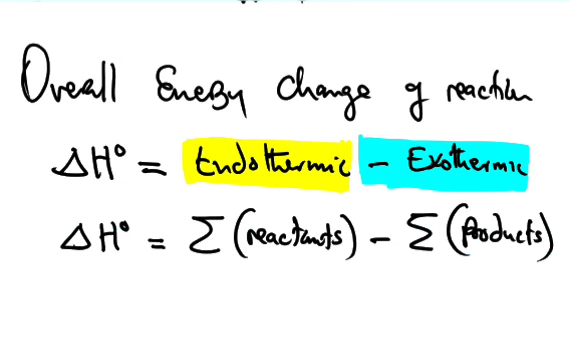 Overall Energy change of reaction
ΔH° = Endothermic - Exothermic
ΔH° = Σ (reactants) - Σ (products)